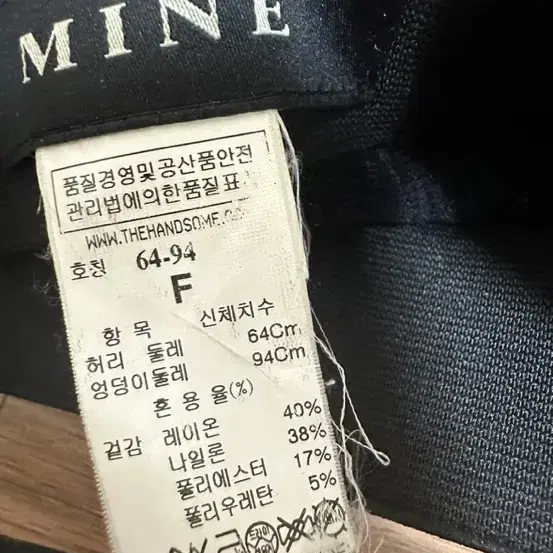 MINE
품질경영및공산품안전
관리법에의한품질표
WWW.THEHANDSOME.CO
호칭 64-94
F
항 목 신체치수
허리 둘레 64Cm
엉덩이둘레 94Cm
혼 용 율(%)
겉감 레이온 40%
나일론 38%
폴리에스터 17%
폴리우레탄 5%